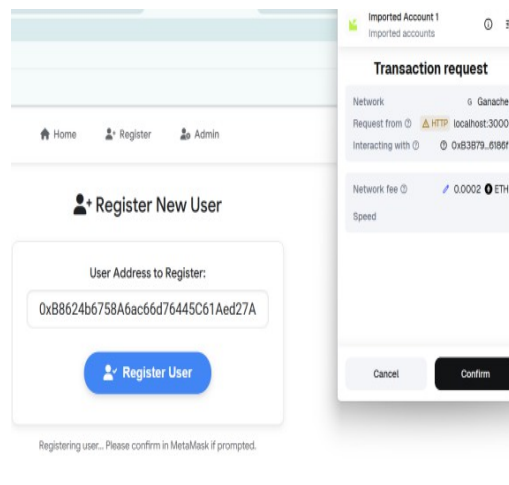 Home
Register
Admin
Register New User
User Address to Register:
0xB8624b6758A6ac66d76445C61Aed27A
Register User
Registering user... Please confirm in MetaMask if prompted.
Imported Account 1
Imported accounts
Transaction request
Network G Ganache
Request from HTTP localhost:3000
Interacting with 0xB3B79...6186f
Network fee 0.0002 ETH
Speed
Cancel Confirm